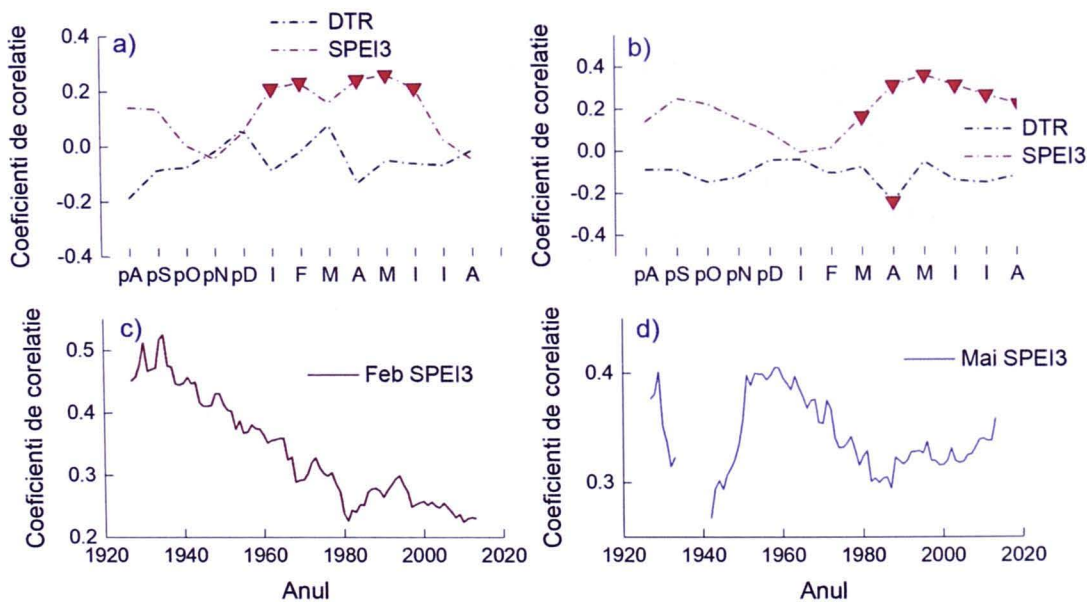 a)
DTR
SPEI3
Coeficienti de corelatie
0.4
0.2
0.0
-0.2
-0.4
pA pS pO pN pD I F M A M I I A
b)
DTR
SPEI3
Coeficienti de corelatie
0.4
0.2
0.0
-0.2
-0.4
pA pS pO pN pD I F M A M I I A
c)
Feb SPEI3
Coeficienti de corelatie
0.5
0.4
0.3
0.2
1920 1940 1960 1980 2000 2020
Anul
d)
Mai SPEI3
Coeficienti de corelatie
0.4
0.3
1920 1940 1960 1980 2000 2020
Anul